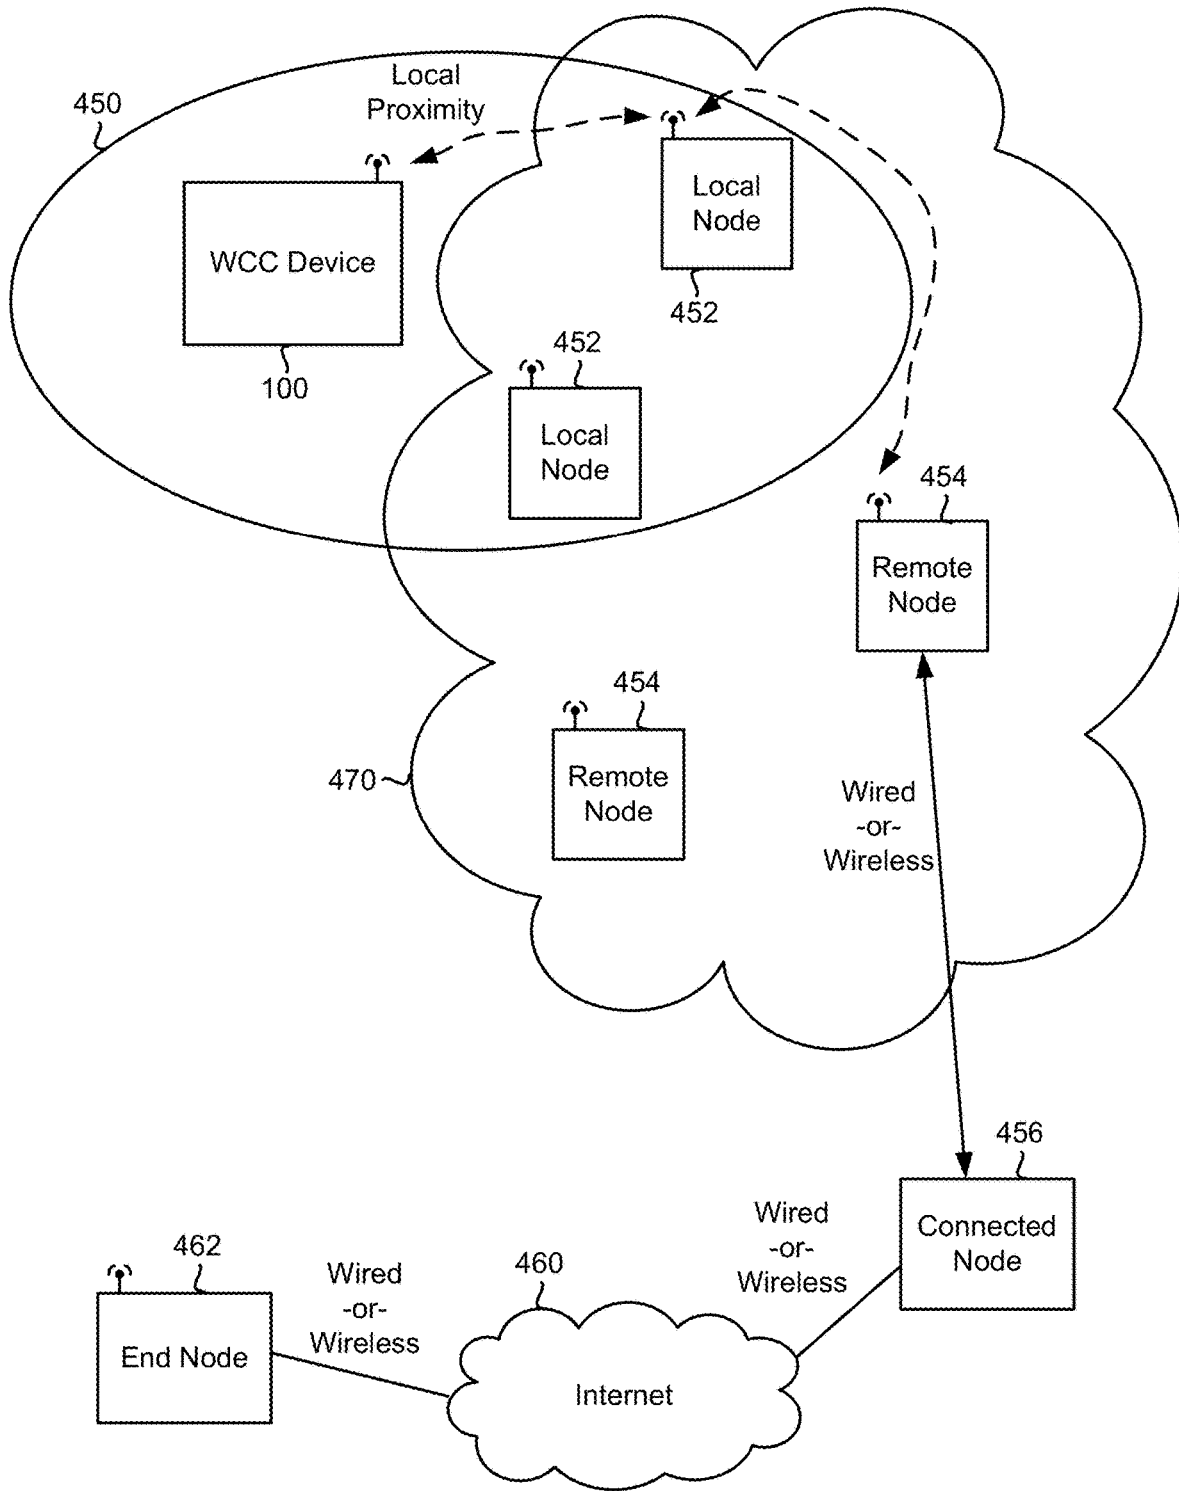 450
Local
Proximity
WCC Device
100
Local
Node
452
452
Local
Node
454
Remote
Node
454
Remote
Node
470
Wired
-or-
Wireless
456
Connected
Node
Wired
-or-
Wireless
460
Internet
Wired
-or-
Wireless
462
End Node